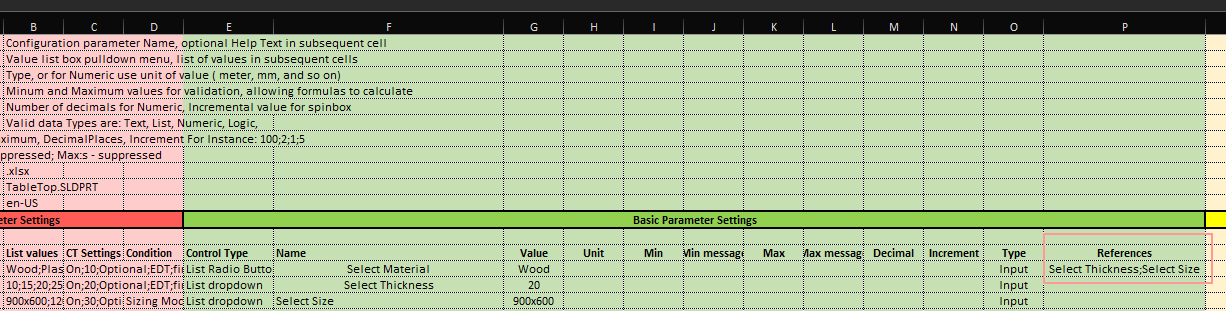 B C D E F G H I J K L M N O P
Configuration parameter Name, optional Help Text in subsequent cell
Value list box pulldown menu, list of values in subsequent cells
Type, or for Numeric use unit of value ( meter, mm, and so on)
Minum and Maximum values for validation, allowing formulas to calculate
Number of decimals for Numeric, Incremental value for spinbox
Valid data Types are: Text, List, Numeric, Logic,
ximum, DecimalPlaces, Increment For Instance: 100;2;1;5
ppressed; Max:s - suppressed
.xlsx
TableTop.SLDPRT
en-US
eter Settings Basic Parameter Settings
List values CT Settings Condition Control Type Name Value Unit Min Min message Max Max messag Decimal Increment Type References
Wood;Plas On;10;Optional;EDT;fi List Radio Butto Select Material Wood Input Select Thickness;Select Size
10;15;20;25 On;20;Optional;EDT;fi List dropdown Select Thickness 20 Input
900x600;12 On;30;Opti Sizing Moc List dropdown Select Size 900x600 Input